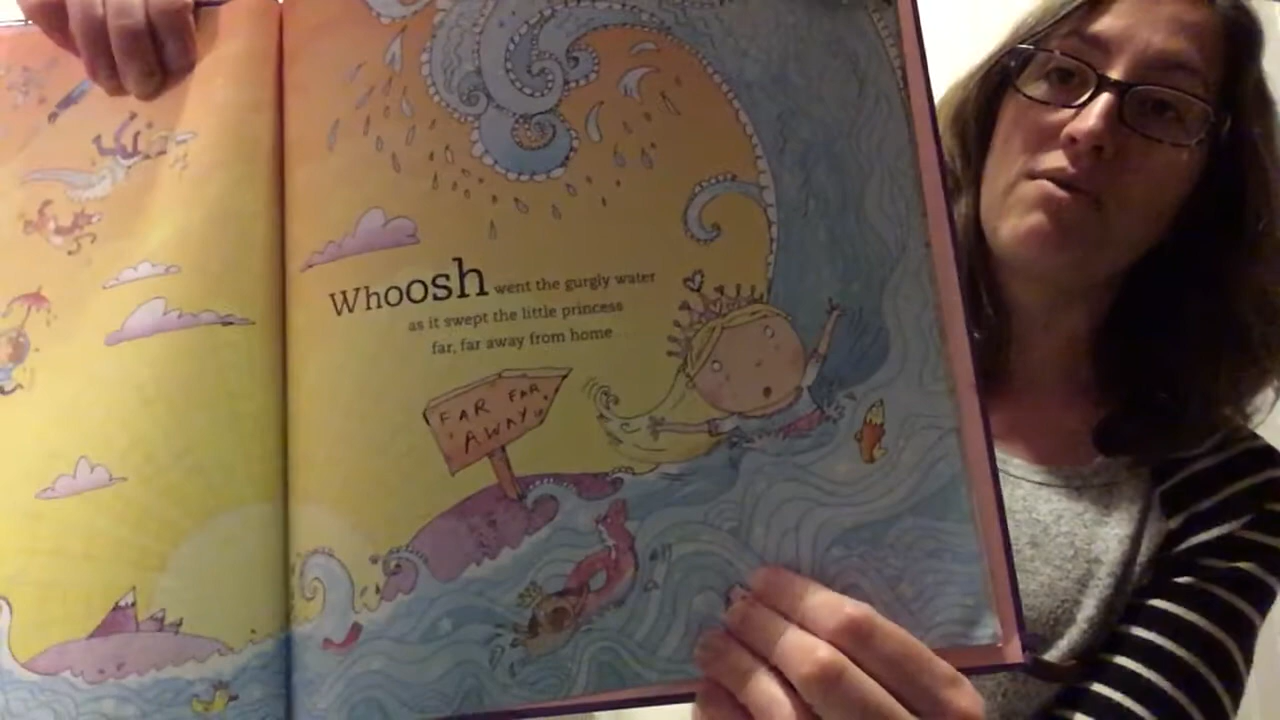 Whoosh went the gurgly water
as it swept the little princess
far, far away from home
FAR FAR
AWAY